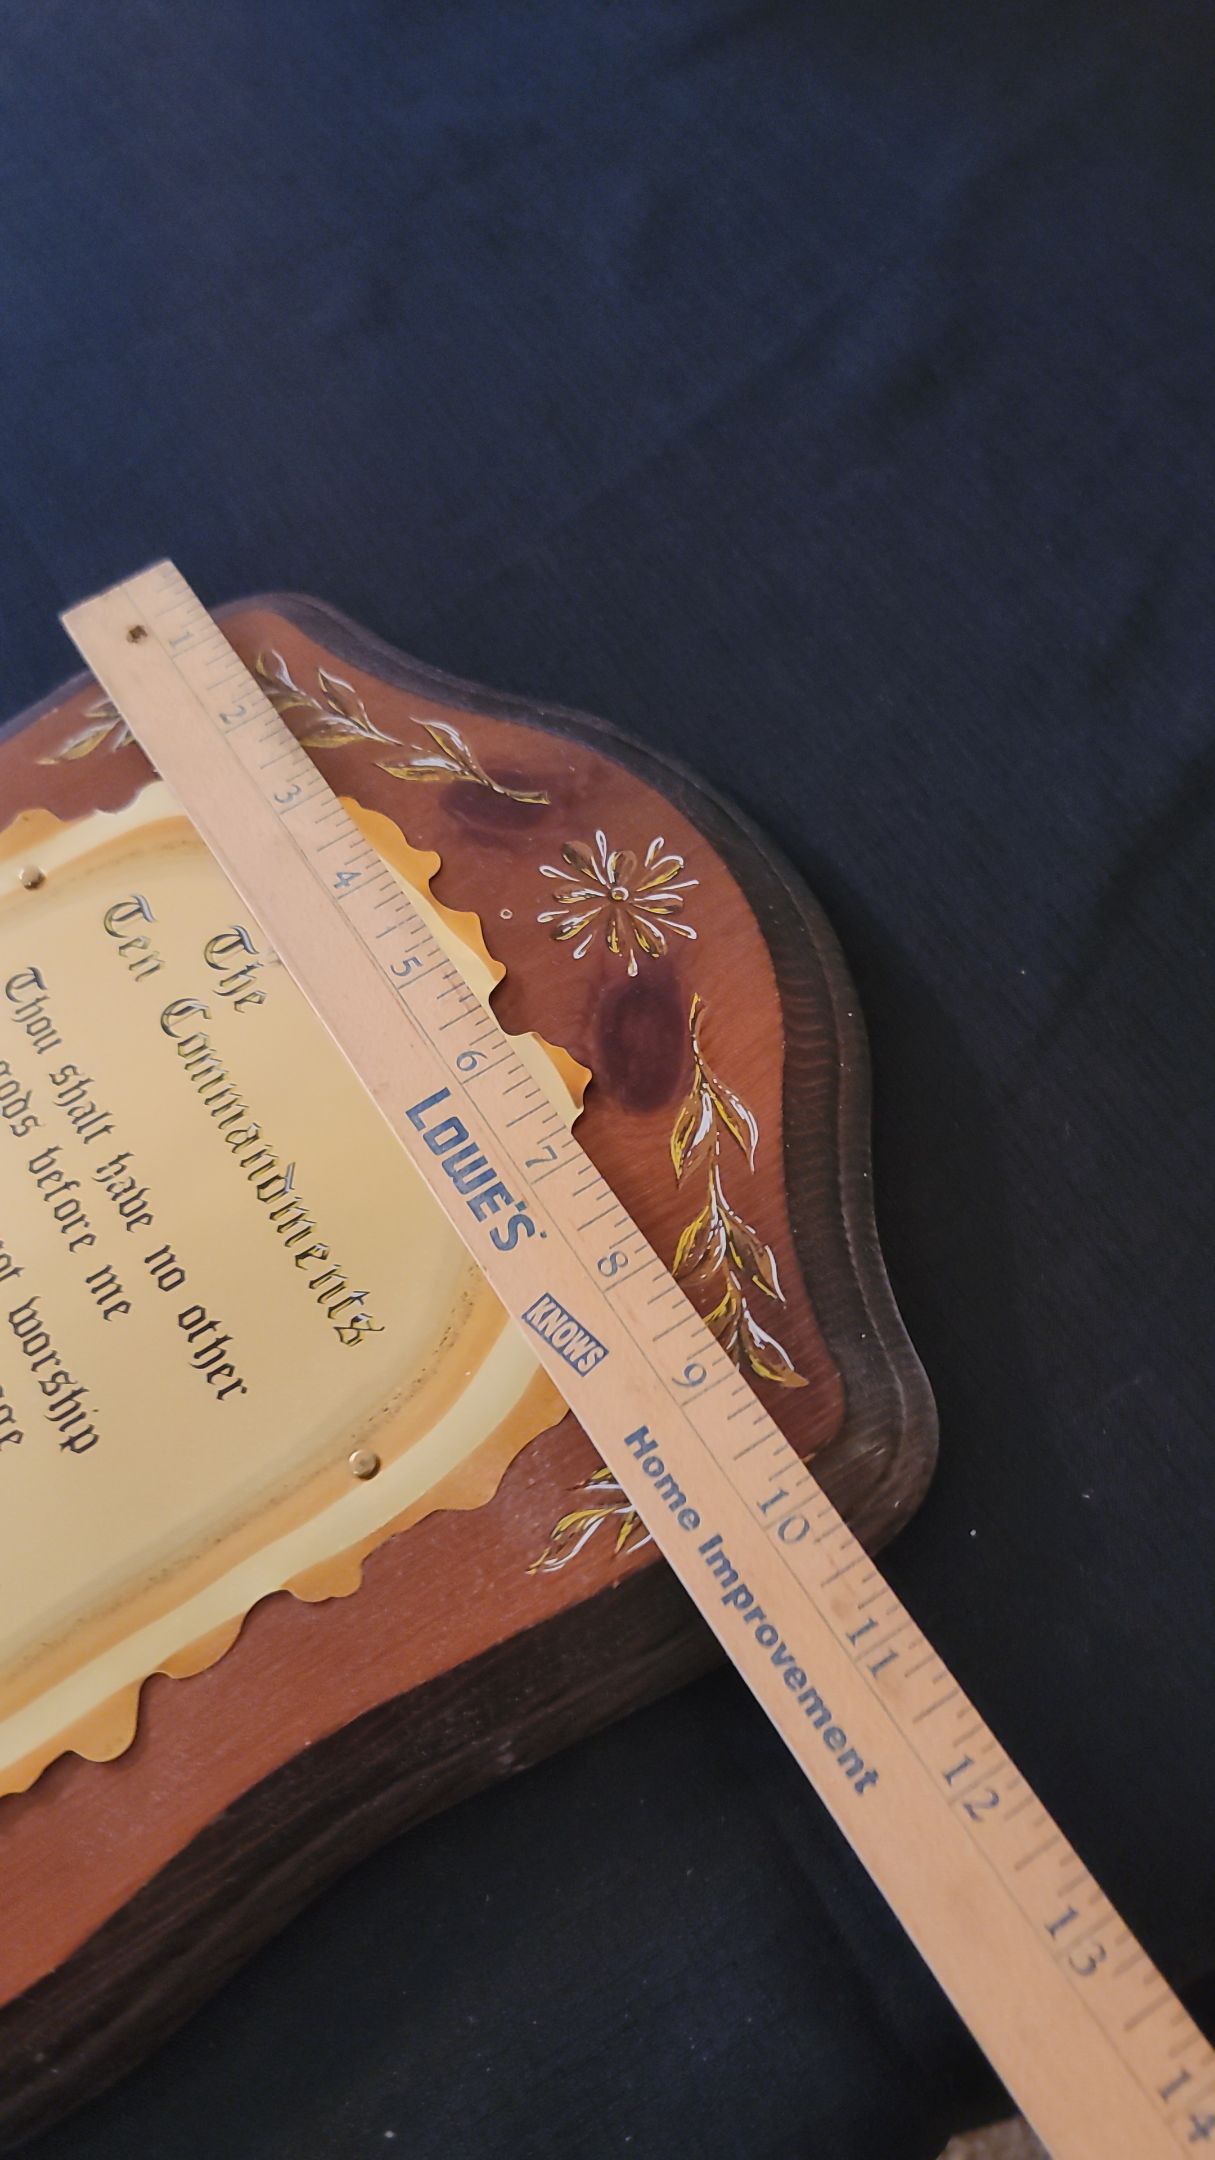 The
Ten Commandments
Thou shalt have no other
gods before me
worship
1 2 3 4 5 6 7 8 9 10 11 12 13 14
LOWE'S
KNOWS
Home Improvement